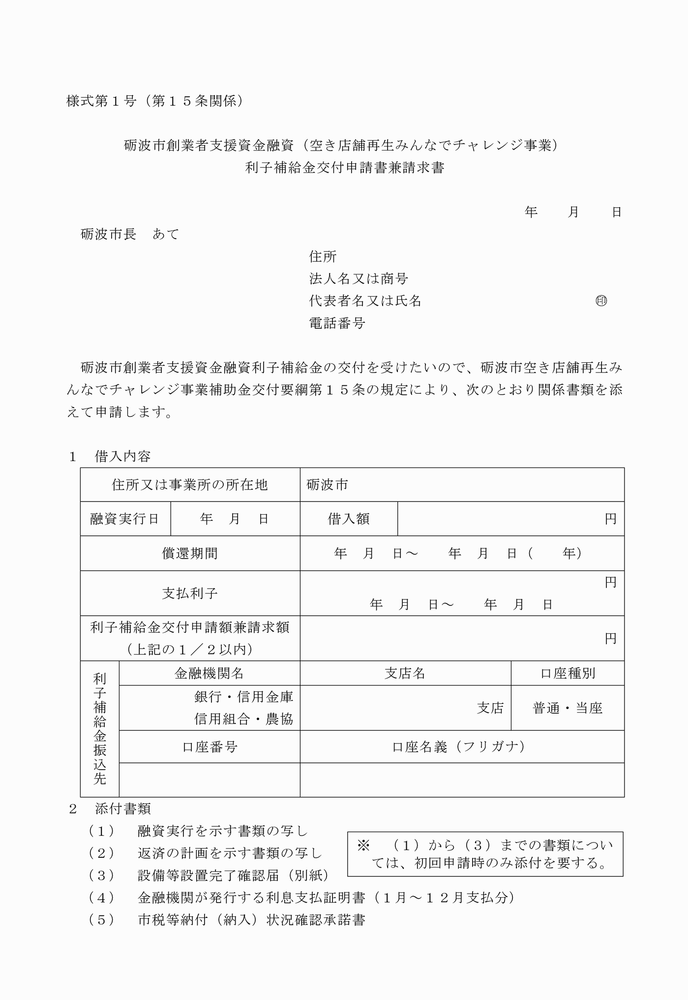 様式第１号（第１５条関係）
砺波市創業者支援資金融資（空き店舗再生みんなでチャレンジ事業）
利子補給金交付申請書兼請求書
年　　月　　日
砺波市長　あて
住所
法人名又は商号
代表者名又は氏名　㊞
電話番号
砺波市創業者支援資金融資利子補給金の交付を受けたいので、砺波市空き店舗再生み
んなでチャレンジ事業補助金交付要綱第１５条の規定により、次のとおり関係書類を添
えて申請します。
１　借入内容
住所又は事業所の所在地　砺波市
融資実行日　年　月　日　借入額　円
償還期間　年　月　日～　　年　月　日（　　年）
円
支払利子
年　月　日～　　年　月　日
利子補給金交付申請額兼請求額
（上記の１／２以内）
円
利子補給金振込先
金融機関名　支店名　口座種別
銀行・信用金庫
信用組合・農協
支店　普通・当座
口座番号　口座名義（フリガナ）
２　添付書類
（１）　融資実行を示す書類の写し
（２）　返済の計画を示す書類の写し
（３）　設備等設置完了確認届（別紙）
※　（１）から（３）までの書類につい
ては、初回申請時のみ添付を要する。
（４）　金融機関が発行する利息支払証明書（１月～１２月支払分）
（５）　市税等納付（納入）状況確認承諾書